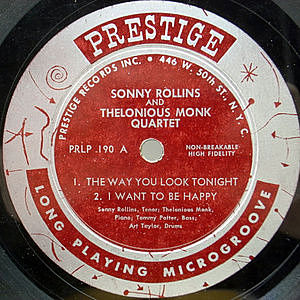 PRESTIGE
PRESTIGE RECORDS INC. • 446 W. 50th ST. N.Y.C.
SONNY ROLLINS
AND
THELONIOUS MONK
QUARTET
PRLP .190 A
NON-BREAKABLE
HIGH FIDELITY
1. THE WAY YOU LOOK TONIGHT
2. I WANT TO BE HAPPY
Sonny Rollins, Tenor; Thelonious Monk,
Piano; Tommy Potter, Bass;
Art Taylor, Drums
LONG PLAYING MICROGROOVE